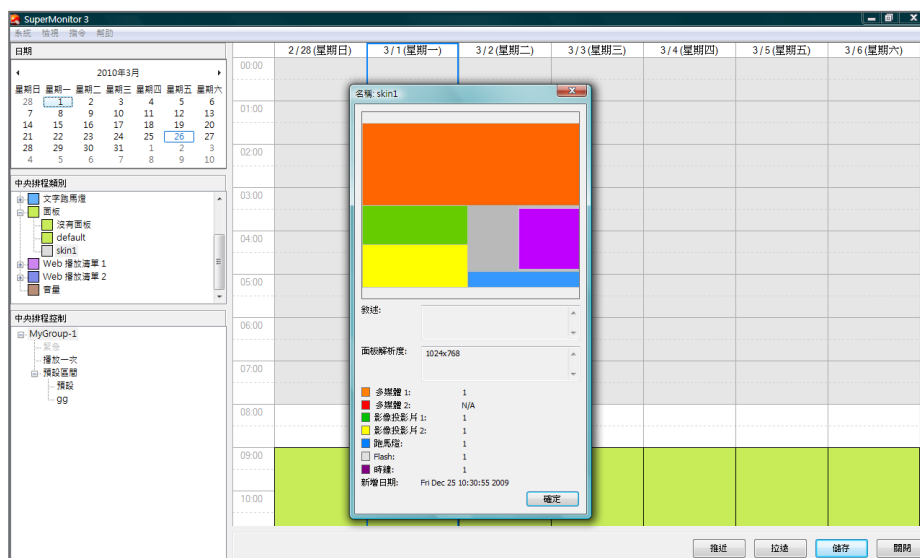 SuperMonitor 3
系統 檢視 指令 幫助
日期
2010年3月
星期日 星期一 星期二 星期三 星期四 星期五 星期六
28 1 2 3 4 5 6
7 8 9 10 11 12 13
14 15 16 17 18 19 20
21 22 23 24 25 26 27
28 29 30 31 1 2 3
4 5 6 7 8 9 10
中央排程類別
文字跑馬燈
面板
沒有面板
default
skin1
Web 播放清單 1
Web 播放清單 2
音量
中央排程控制
MyGroup-1
緊急
播放一次
預設區間
預設
gg
2/28(星期日) 3/1(星期一) 3/2(星期二) 3/3(星期三) 3/4(星期四) 3/5(星期五) 3/6(星期六)
00:00
01:00
02:00
03:00
04:00
05:00
06:00
07:00
08:00
09:00
10:00
名稱: skin1
敘述:
面板解析度: 1024x768
多媒體 1: 1
多媒體 2: N/A
影像投影片 1: 1
影像投影片 2: 1
跑馬燈: 1
Flash: 1
時鐘: 1
新增日期: Fri Dec 25 10:30:55 2009
確定
推近 拉遠 儲存 關閉